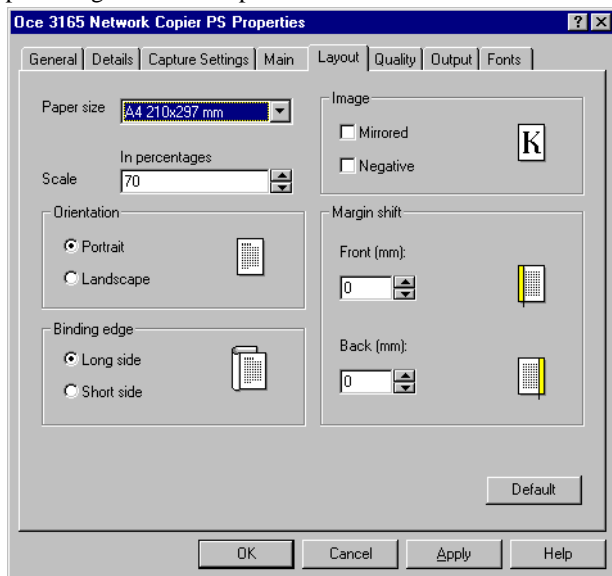 Oce 3165 Network Copier PS Properties
? X
General Details Capture Settings Main Layout Quality Output Fonts
Paper size A4 210x297 mm
In percentages
Scale 70
Orientation
Portrait
Landscape
Binding edge
Long side
Short side
Image
Mirrored
Negative
K
Margin shift
Front (mm):
0
Back (mm):
0
Default
OK Cancel Apply Help